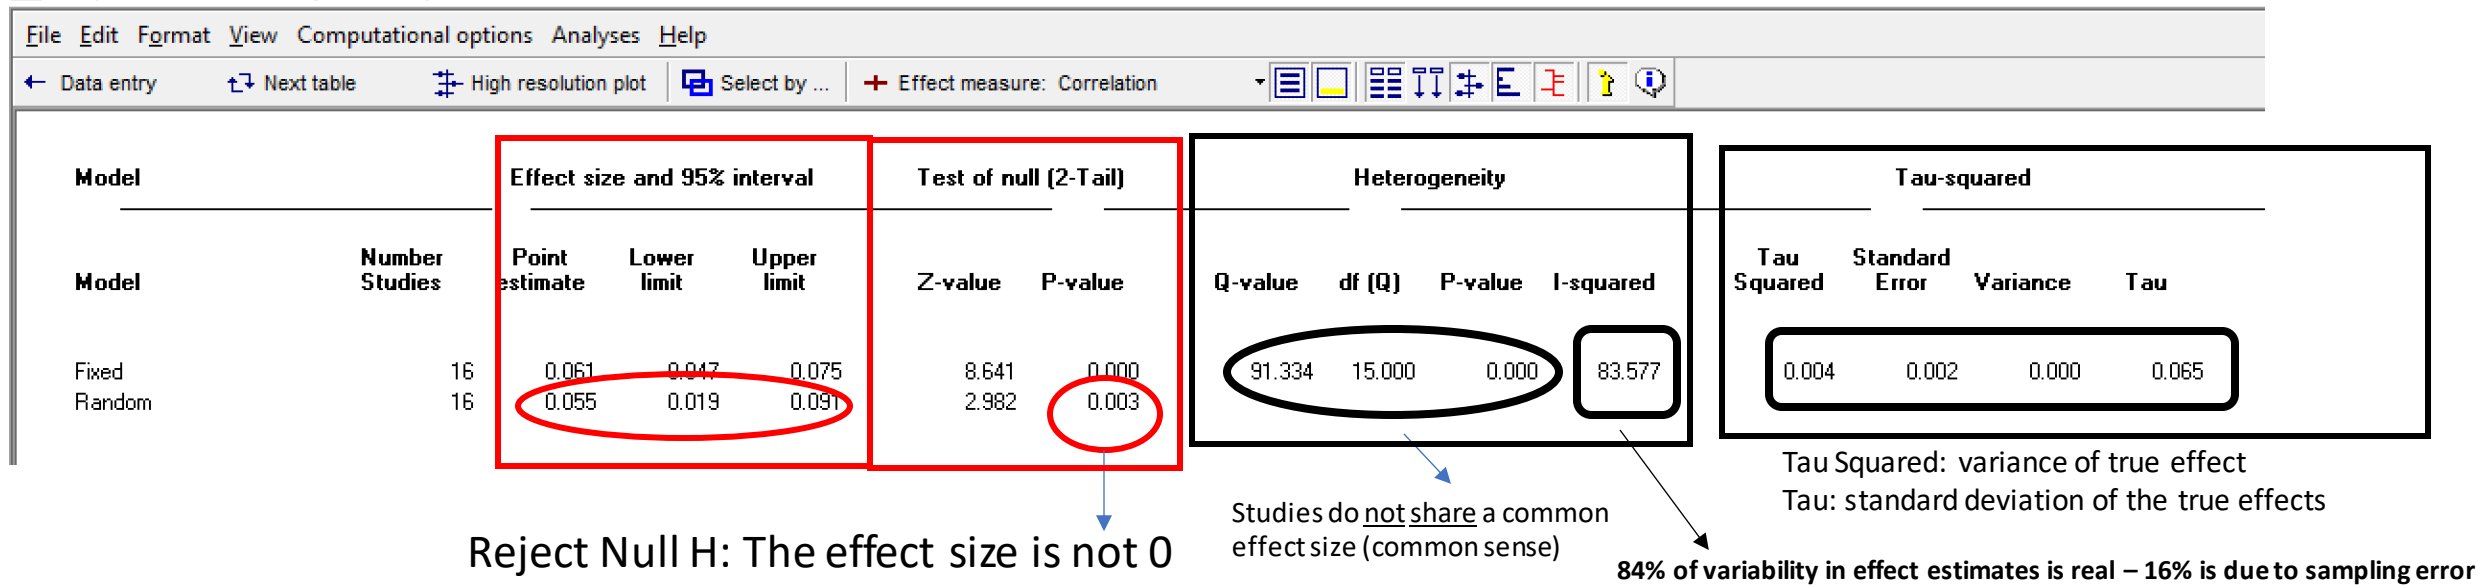 File Edit Format View Computational options Analyses Help
Data entry Next table High resolution plot Select by ... Effect measure: Correlation
Model Effect size and 95% interval Test of null (2-Tail) Heterogeneity Tau-squared
Number Point Lower Upper Tau Standard
Model Studies estimate limit limit Z-value P-value Q-value df (Q) P-value I-squared Squared Error Variance Tau
Fixed 16 0.061 0.047 0.075 8.641 0.000 91.334 15.000 0.000 83.577 0.004 0.002 0.000 0.065
Random 16 0.055 0.019 0.091 2.982 0.003
Tau Squared: variance of true effect
Tau: standard deviation of the true effects
Studies do not share a common
effect size (common sense)
Reject Null H: The effect size is not 0
84% of variability in effect estimates is real – 16% is due to sampling error